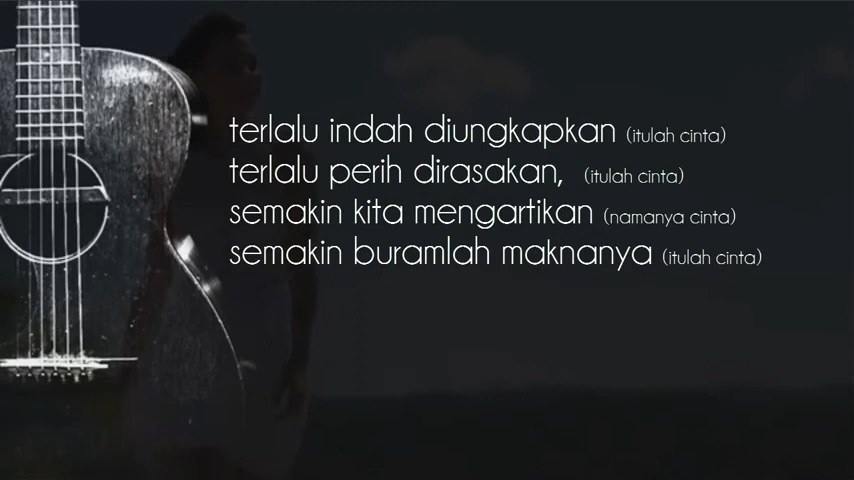 terlalu indah diungkapkan (itulah cinta)
terlalu perih dirasakan, (itulah cinta)
semakin kita mengartikan (namanya cinta)
semakin buramlah maknanya (itulah cinta)